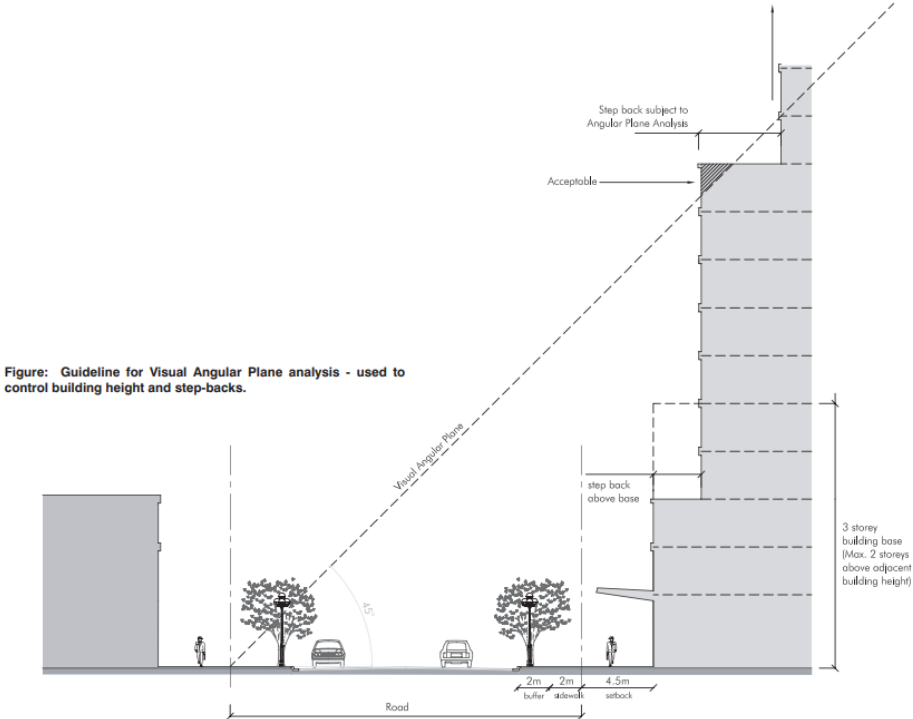 Step back subject to
Angular Plane Analysis
Acceptable
Figure: Guideline for Visual Angular Plane analysis - used to
control building height and step-backs.
Visual Angular Plane
step back
above base
3 storey
building base
(Max. 2 storeys
above adjacent
building height)
45°
2m 2m 4.5m
buffer sidewalk setback
Road